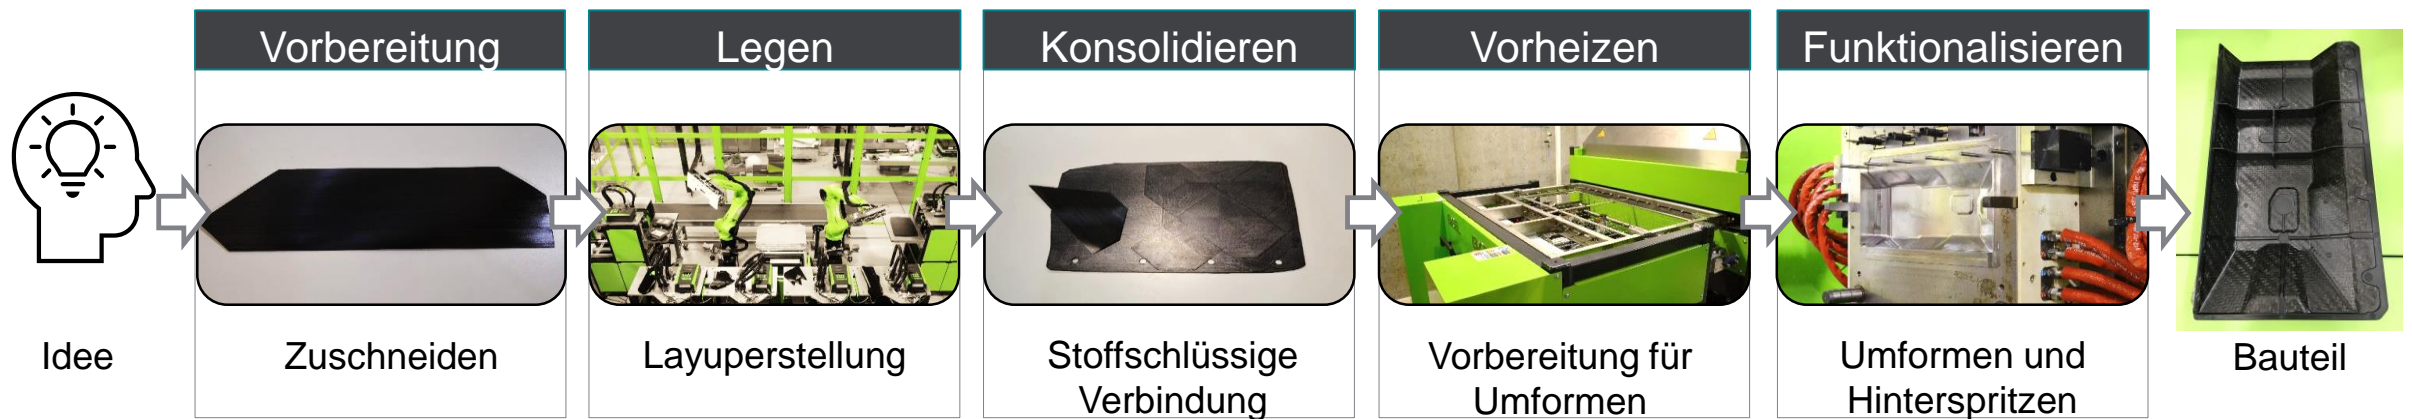 Vorbereitung
Legen
Konsolidieren
Vorheizen
Funktionalisieren
Idee
Zuschneiden
Layuperstellung
Stoffschlüssige
Verbindung
Vorbereitung für
Umformen
Umformen und
Hinterspritzen
Bauteil